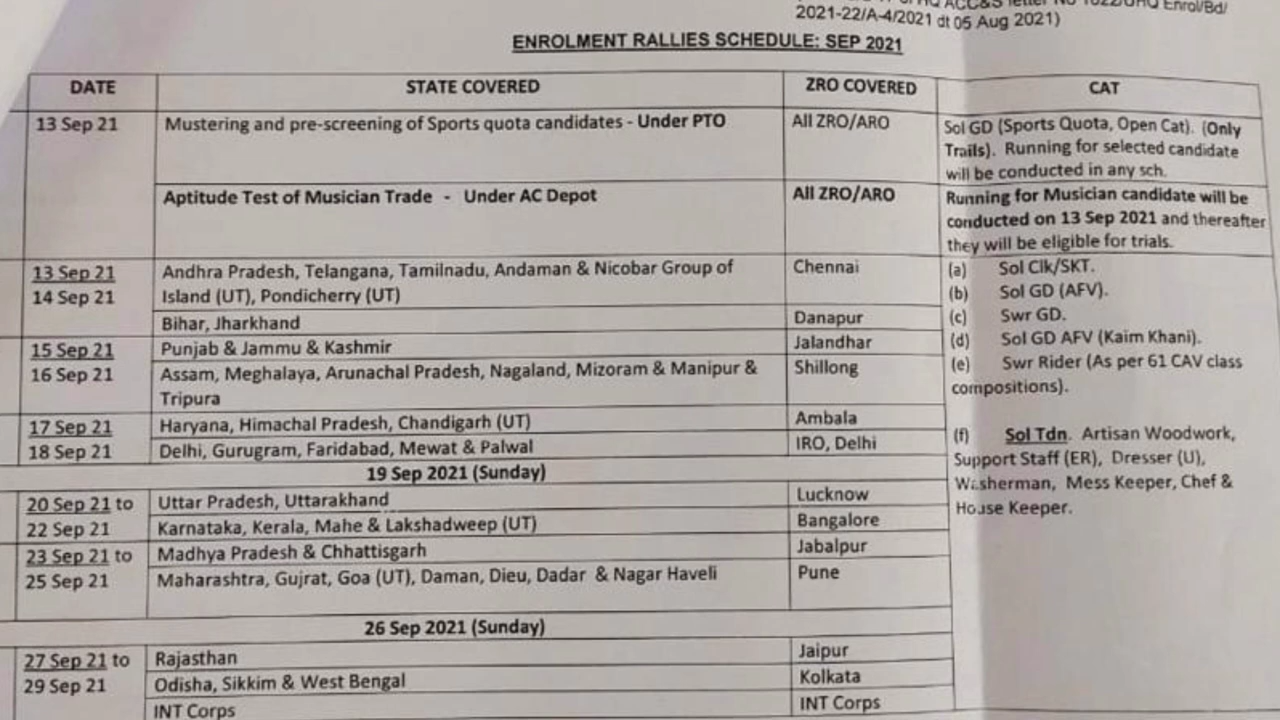 ACC&S letter No 1022/UHQ Enrol/Bd/
2021-22/A-4/2021 dt 05 Aug 2021)
ENROLMENT RALLIES SCHEDULE: SEP 2021
DATE STATE COVERED ZRO COVERED CAT
13 Sep 21 Mustering and pre-screening of Sports quota candidates - Under PTO All ZRO/ARO
Sol GD (Sports Quota, Open Cat). (Only
Trails). Running for selected candidate
will be conducted in any sch.
Aptitude Test of Musician Trade - Under AC Depot All ZRO/ARO
Running for Musician candidate will be
conducted on 13 Sep 2021 and thereafter
they will be eligible for trials.
13 Sep 21 Andhra Pradesh, Telangana, Tamilnadu, Andaman & Nicobar Group of Chennai
14 Sep 21 Island (UT), Pondicherry (UT)
Bihar, Jharkhand Danapur
15 Sep 21 Punjab & Jammu & Kashmir Jalandhar
16 Sep 21 Assam, Meghalaya, Arunachal Pradesh, Nagaland, Mizoram & Manipur & Shillong
Tripura
17 Sep 21 Haryana, Himachal Pradesh, Chandigarh (UT) Ambala
18 Sep 21 Delhi, Gurugram, Faridabad, Mewat & Palwal IRO, Delhi
19 Sep 2021 (Sunday)
20 Sep 21 to Uttar Pradesh, Uttarakhand Lucknow
22 Sep 21 Karnataka, Kerala, Mahe & Lakshadweep (UT) Bangalore
23 Sep 21 to Madhya Pradesh & Chhattisgarh Jabalpur
25 Sep 21 Maharashtra, Gujrat, Goa (UT), Daman, Dieu, Dadar & Nagar Haveli Pune
26 Sep 2021 (Sunday)
27 Sep 21 to Rajasthan Jaipur
29 Sep 21 Odisha, Sikkim & West Bengal Kolkata
INT Corps INT Corps
(a) Sol Clk/SKT.
(b) Sol GD (AFV).
(c) Swr GD.
(d) Sol GD AFV (Kaim Khani).
(e) Swr Rider (As per 61 CAV class
compositions).
(f) Sol Tdn. Artisan Woodwork,
Support Staff (ER), Dresser (U),
Washerman, Mess Keeper, Chef &
House Keeper.